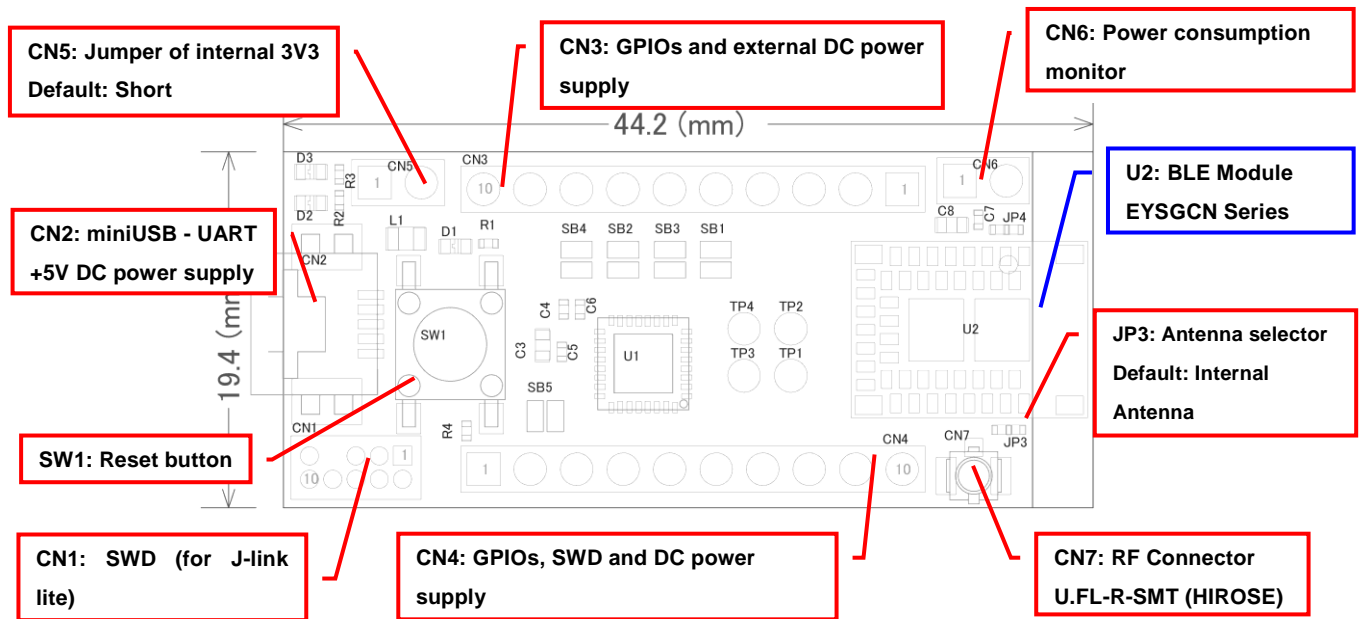 CN5: Jumper of internal 3V3
Default: Short
CN3: GPIOs and external DC power
supply
CN6: Power consumption
monitor
44.2 (mm)
D3
R3
CN5
1
CN3
10
1
CN6
1
U2: BLE Module
EYSGCN Series
D2
R2
L1
D1
R1
SB4
SB2
SB3
SB1
C8
C7
JP4
CN2: miniUSB - UART
+5V DC power supply
CN2
19.4 (mm)
SW1
C4
C6
C3
C5
U1
TP4
TP2
TP3
TP1
U2
JP3: Antenna selector
Default: Internal
Antenna
SB5
R4
CN1
1
10
1
CN4
10
CN7
JP3
SW1: Reset button
CN1: SWD (for J-link
lite)
CN4: GPIOs, SWD and DC power
supply
CN7: RF Connector
U.FL-R-SMT (HIROSE)